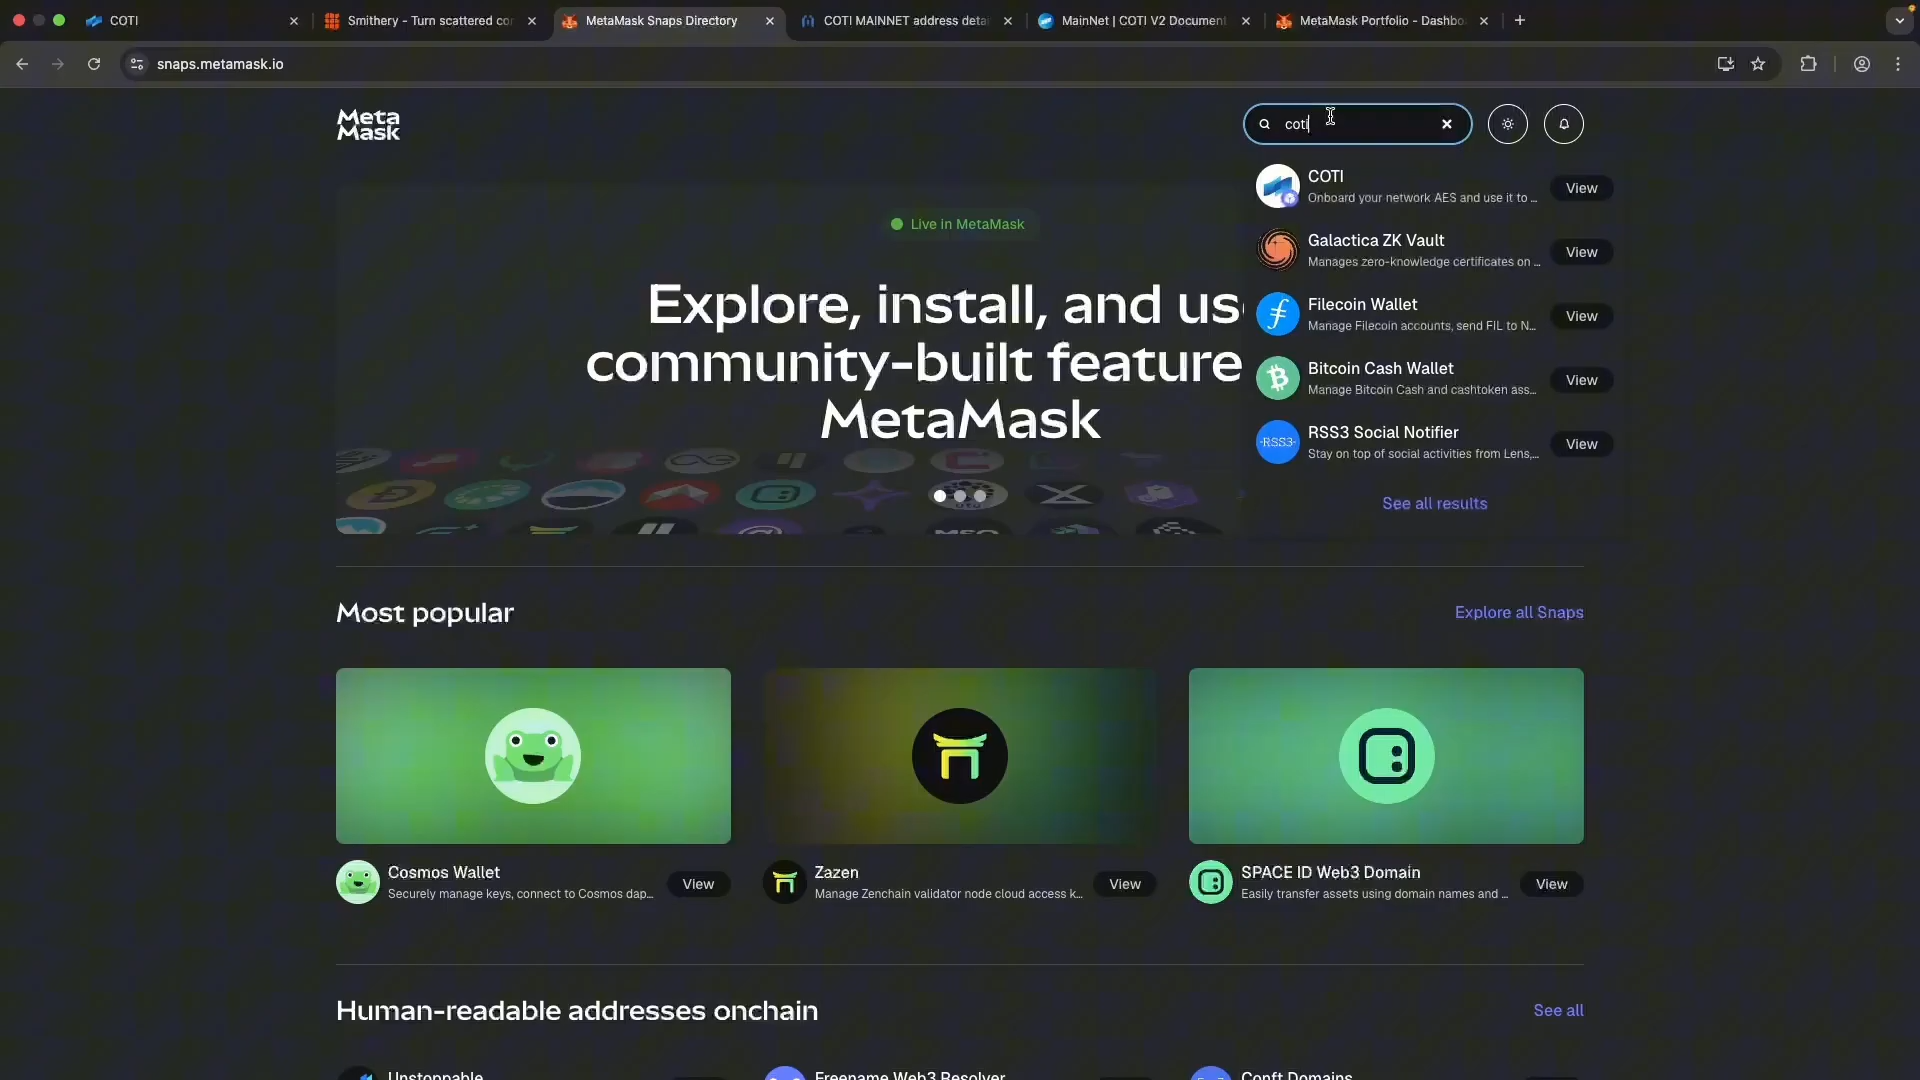 COTI
Smithery - Turn scattered cor
MetaMask Snaps Directory
COTI MAINNET address detai
MainNet | COTI V2 Document
MetaMask Portfolio - Dashbo
snaps.metamask.io
Meta
Mask
coti
COTI
Onboard your network AES and use it to ...
View
Live in MetaMask
Galactica ZK Vault
Manages zero-knowledge certificates on ...
View
Explore, install, and us
community-built feature
MetaMask
Filecoin Wallet
Manage Filecoin accounts, send FIL to N...
View
Bitcoin Cash Wallet
Manage Bitcoin Cash and cashtoken ass...
View
RSS3
RSS3 Social Notifier
Stay on top of social activities from Lens,...
View
See all results
Most popular
Explore all Snaps
Cosmos Wallet
Securely manage keys, connect to Cosmos dap...
View
Zazen
Manage Zenchain validator node cloud access k...
View
SPACE ID Web3 Domain
Easily transfer assets using domain names and ...
View
Human-readable addresses onchain
See all
Unstoppable
Freename Web3 Resolver
Conft Domains